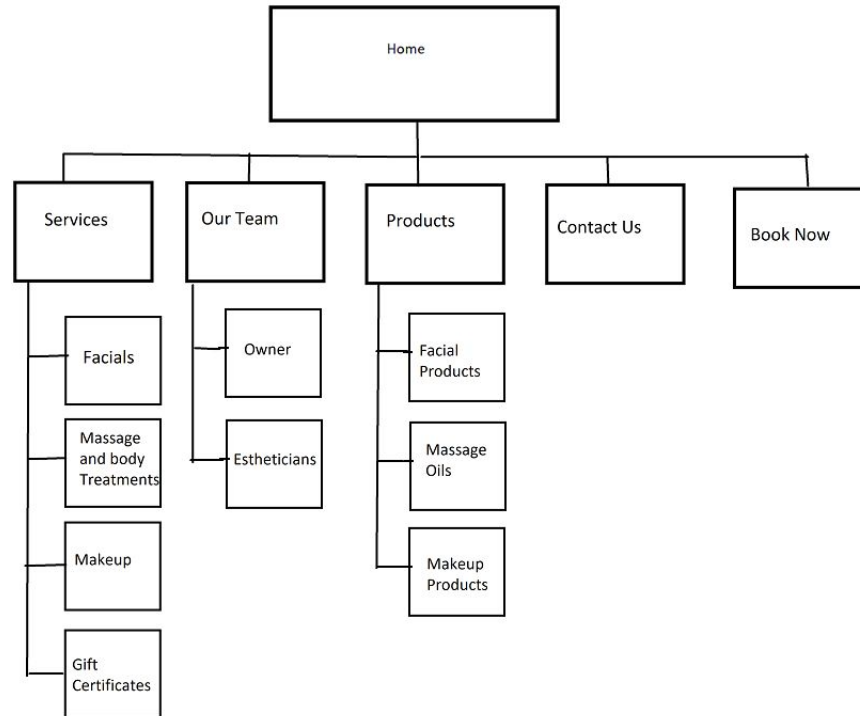 Home
Services
Our Team
Products
Contact Us
Book Now
Facials
Massage
and body
Treatments
Makeup
Gift
Certificates
Owner
Estheticians
Facial
Products
Massage
Oils
Makeup
Products